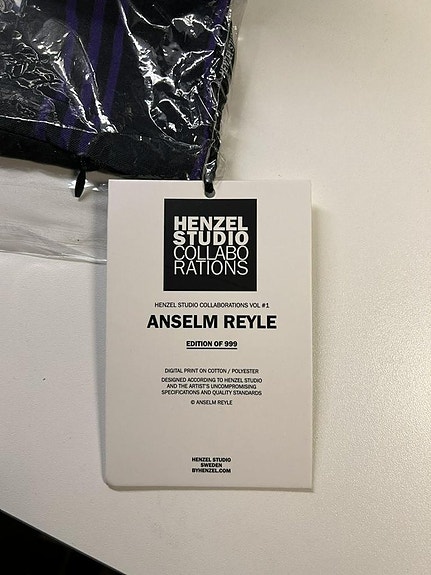 HENZEL
STUDIO
COLLABO
RATIONS
HENZEL STUDIO COLLABORATIONS VOL #1
ANSELM REYLE
EDITION OF 999
DIGITAL PRINT ON COTTON / POLYESTER
DESIGNED ACCORDING TO HENZEL STUDIO
AND THE ARTIST'S UNCOMPROMISING
SPECIFICATIONS AND QUALITY STANDARDS
© ANSELM REYLE
HENZEL STUDIO
SWEDEN
BYHENZEL.COM